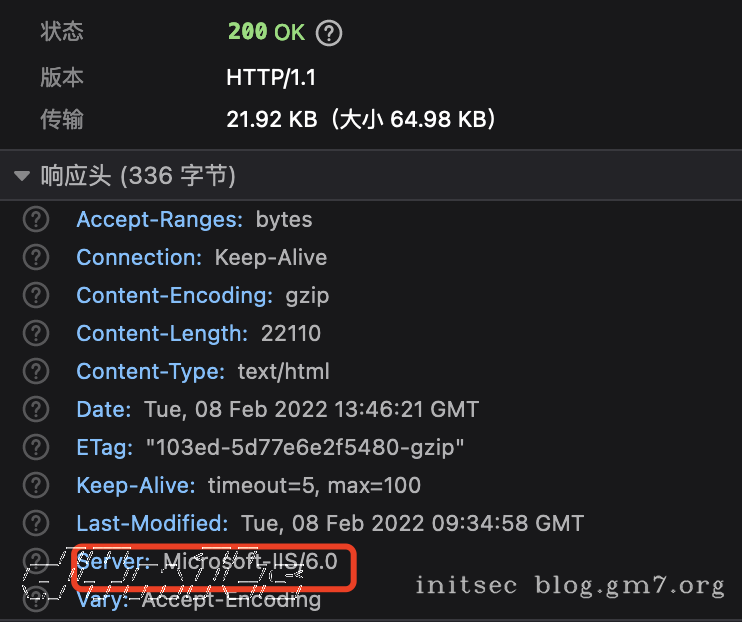 状态 200 OK ?
版本 HTTP/1.1
传输 21.92 KB（大小 64.98 KB）
响应头 (336 字节)
? Accept-Ranges: bytes
? Connection: Keep-Alive
? Content-Encoding: gzip
? Content-Length: 22110
? Content-Type: text/html
? Date: Tue, 08 Feb 2022 13:46:21 GMT
? ETag: "103ed-5d77e6e2f5480-gzip"
? Keep-Alive: timeout=5, max=100
? Last-Modified: Tue, 08 Feb 2022 09:34:58 GMT
? Server: Microsoft-IIS/6.0
? Vary: Accept-Encoding
initsec blog.gm7.org